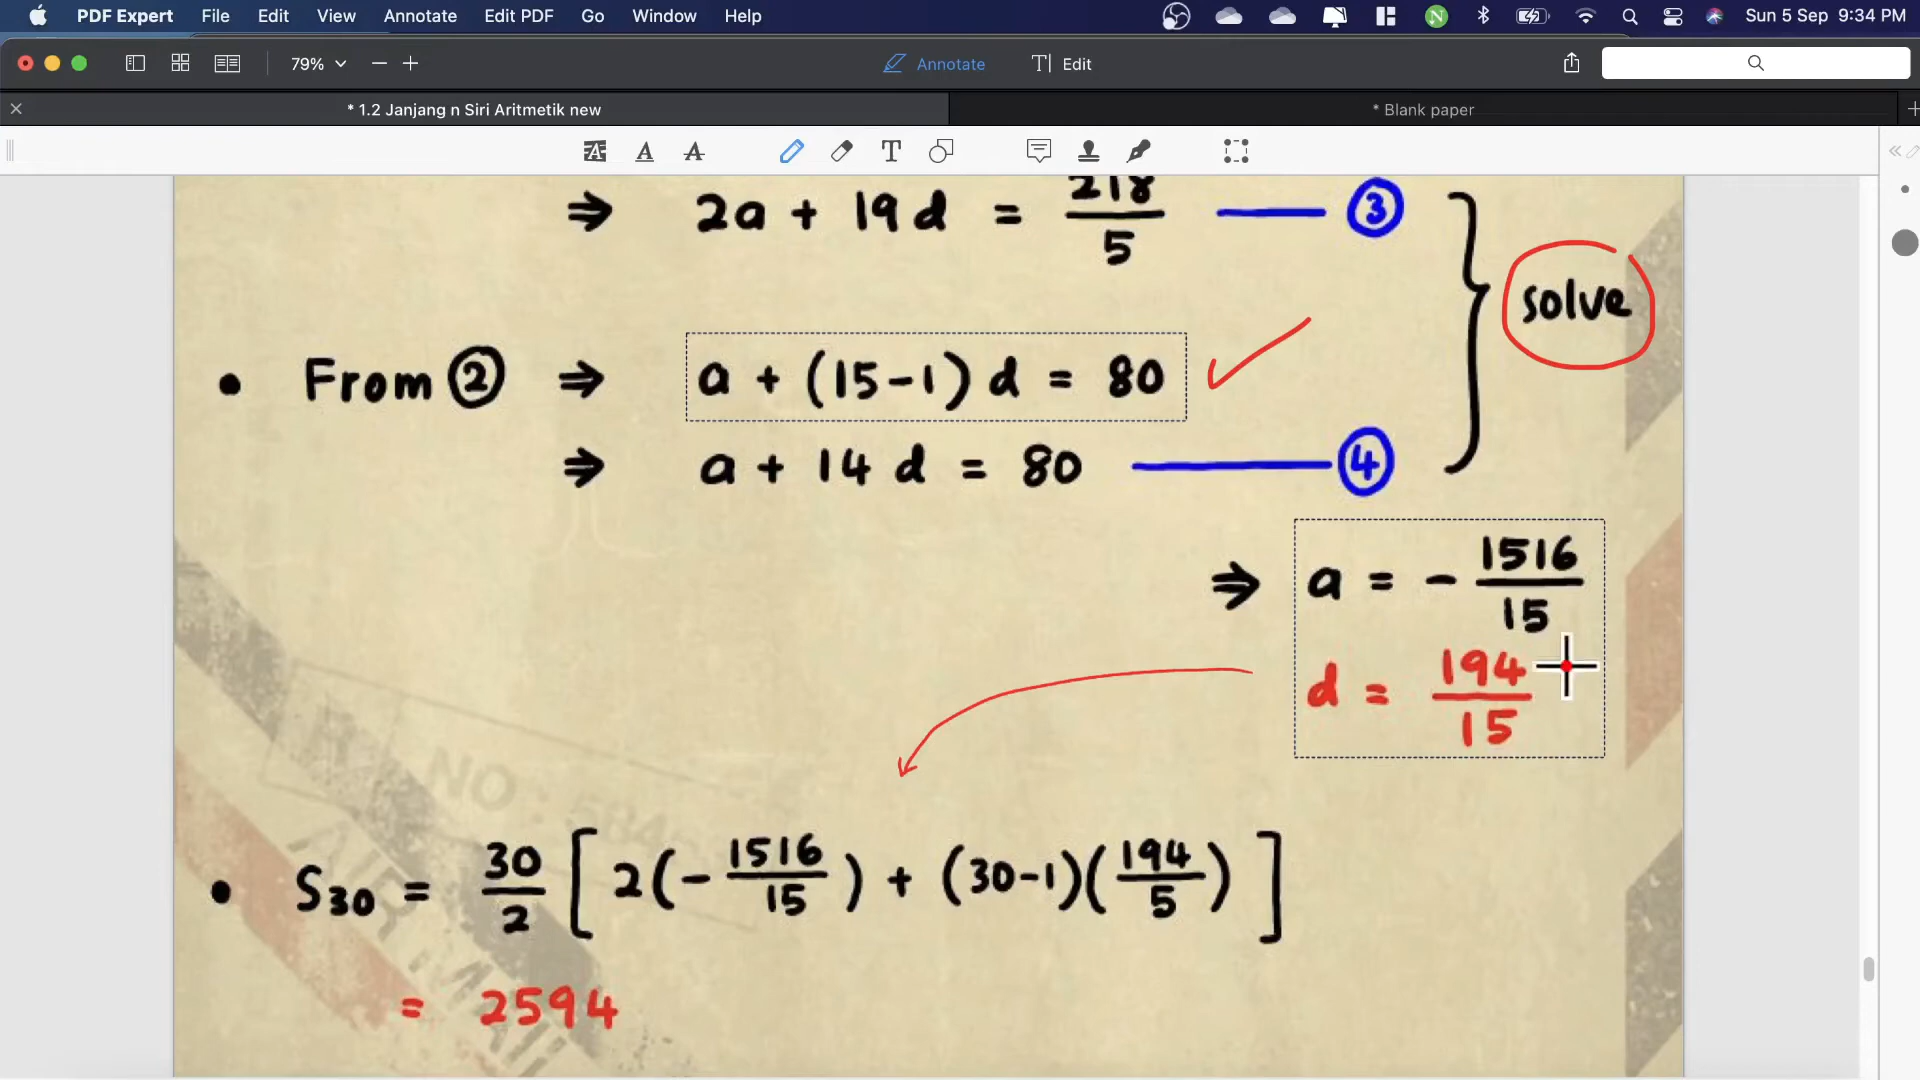 PDF Expert File Edit View Annotate Edit PDF Go Window Help Sun 5 Sep 9:34 PM
79% Annotate Edit
* 1.2 Janjang n Siri Aritmetik new * Blank paper
⇒ 2a + 19d = 218/5 —— ③
solve
• From ② ⇒ a + (15-1) d = 80
⇒ a + 14 d = 80 —— ④
⇒ a = - 1516/15
d = 194/15
• S30 = 30/2 [ 2(- 1516/15) + (30-1)(194/5) ]
= 2594